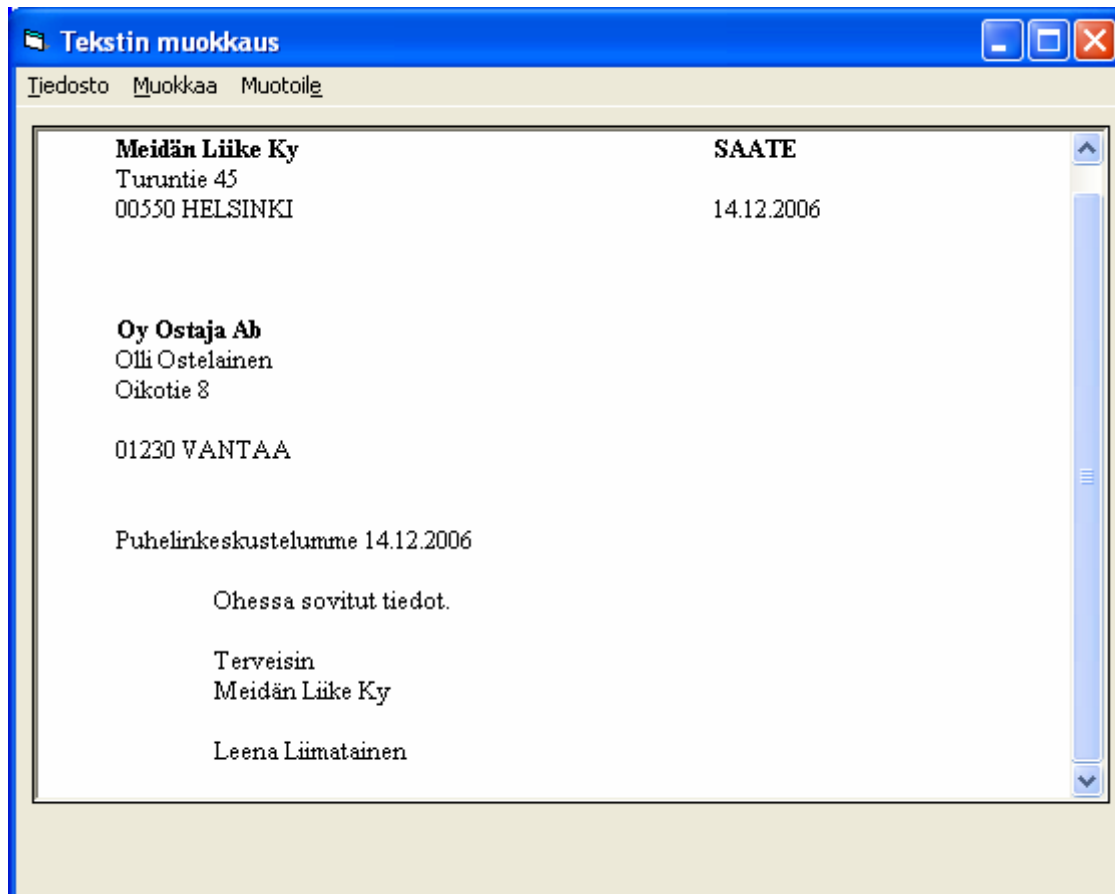 Tekstin muokkaus
Tiedosto Muokkaa Muotoile
Meidän Liike Ky SAATE
Turuntie 45
00550 HELSINKI 14.12.2006
Oy Ostaja Ab
Olli Ostelainen
Oikotie 8
01230 VANTAA
Puhelinkeskustelumme 14.12.2006
Ohessa sovitut tiedot.
Terveisin
Meidän Liike Ky
Leena Liimatainen